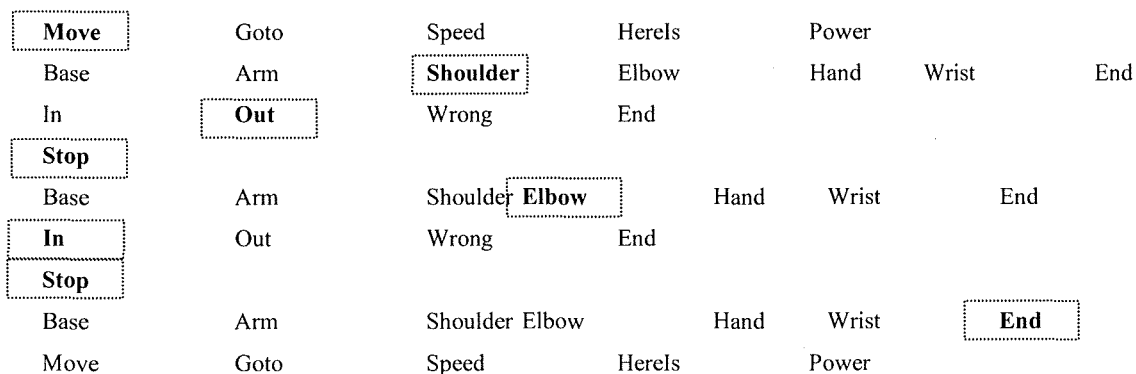 Move Goto Speed HereIs Power
Base Arm Shoulder Elbow Hand Wrist End
In Out Wrong End
Stop
Base Arm Shoulder Elbow Hand Wrist End
In Out Wrong End
Stop
Base Arm Shoulder Elbow Hand Wrist End
Move Goto Speed HereIs Power